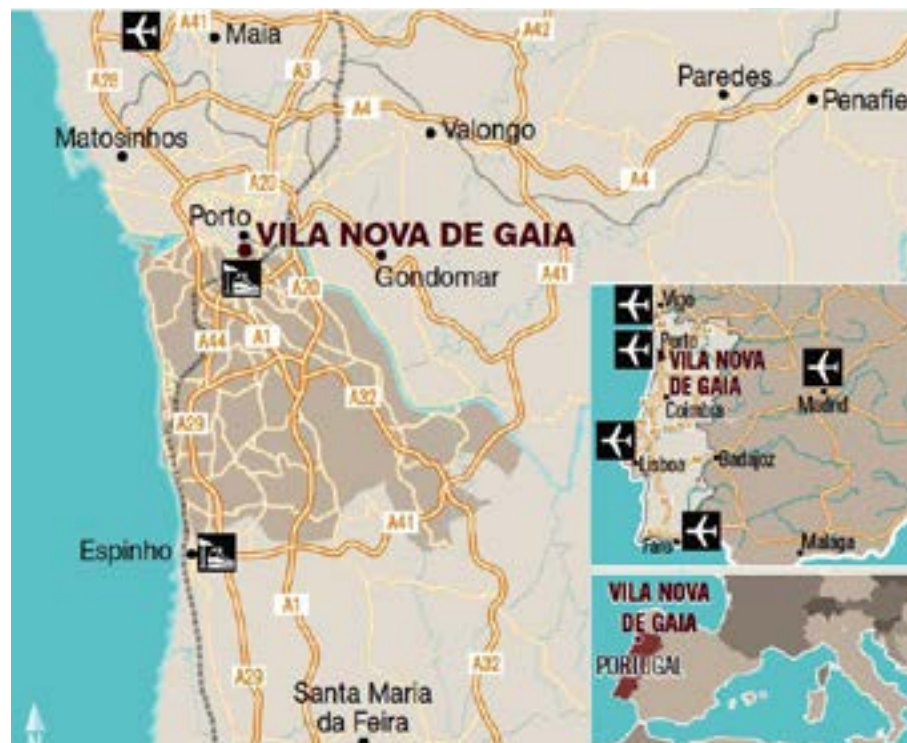 A41
Maia
A42
A28
A3
Paredes
Penafie
A4
Matosinhos
Valongo
A4
A20
Porto
VILA NOVA DE GAIA
Gondomar
A41
A20
A44
A1
A32
A29
A41
Espinho
A1
A29
A32
Santa Maria
da Feira
N
Vigo
Porto
VILA NOVA
DE GAIA
Coimbra
Madrid
Lisboa
Badajoz
Faro
Malaga
VILA NOVA
DE GAIA
PORTUGAL